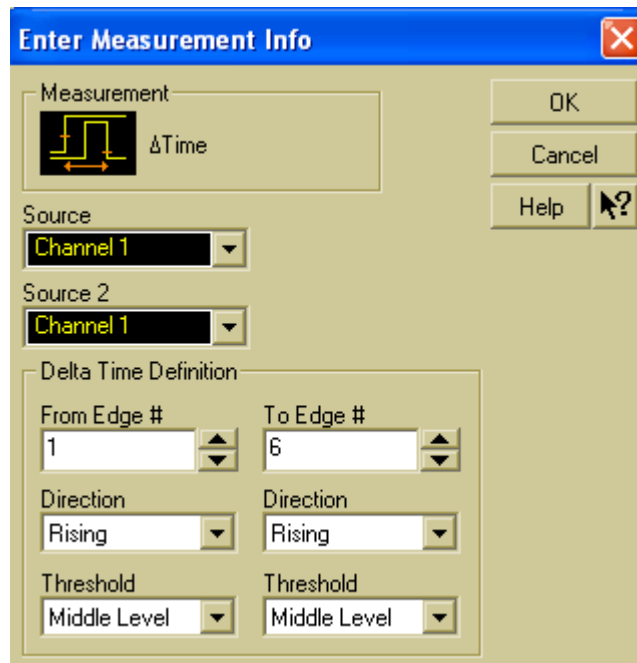 Enter Measurement Info
Measurement
ΔTime
OK
Cancel
Help ?
Source
Channel 1
Source 2
Channel 1
Delta Time Definition
From Edge # To Edge #
1 6
Direction Direction
Rising Rising
Threshold Threshold
Middle Level Middle Level